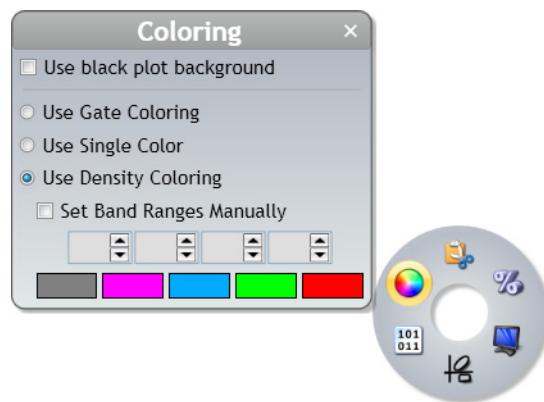 Coloring
Use black plot background
Use Gate Coloring
Use Single Color
Use Density Coloring
Set Band Ranges Manually
%
101
011